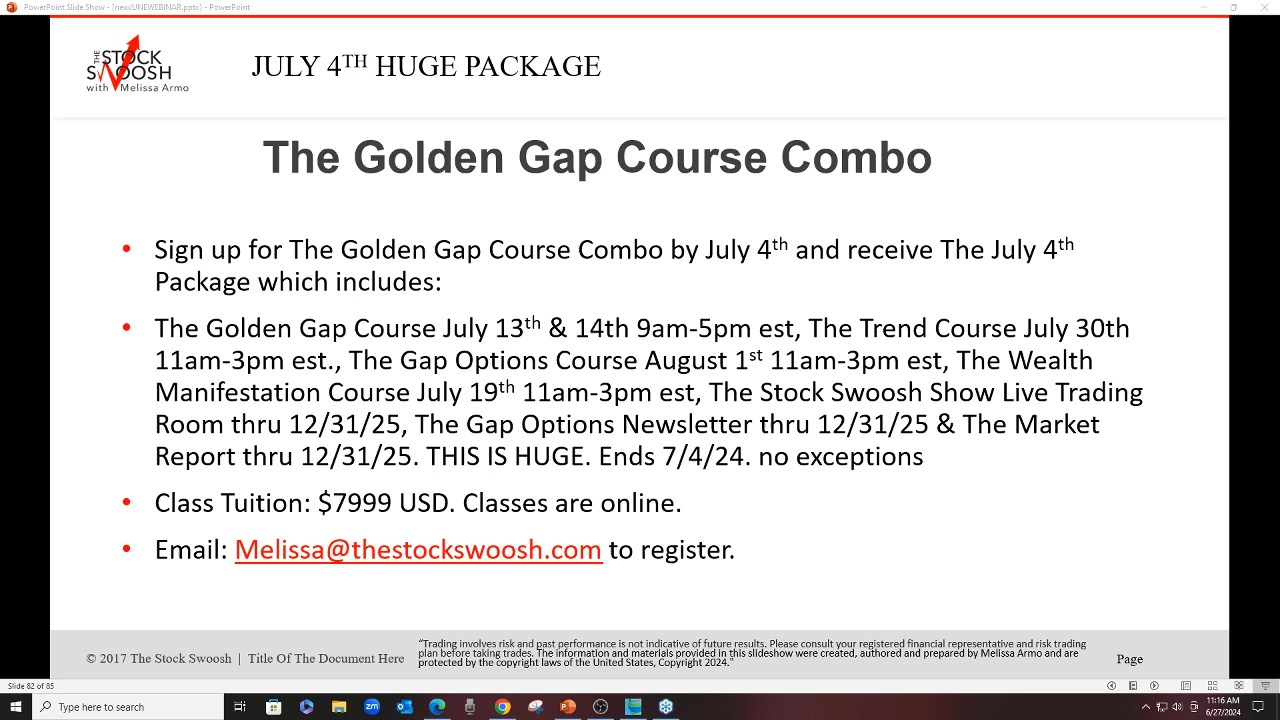 PowerPoint Slide Show - [newJUNEWEBINAR.pptx] - PowerPoint
THE STOCK
SWOOSH
with Melissa Armo
JULY 4TH HUGE PACKAGE
The Golden Gap Course Combo
• Sign up for The Golden Gap Course Combo by July 4th and receive The July 4th
Package which includes:
• The Golden Gap Course July 13th & 14th 9am-5pm est, The Trend Course July 30th
11am-3pm est., The Gap Options Course August 1st 11am-3pm est, The Wealth
Manifestation Course July 19th 11am-3pm est, The Stock Swoosh Show Live Trading
Room thru 12/31/25, The Gap Options Newsletter thru 12/31/25 & The Market
Report thru 12/31/25. THIS IS HUGE. Ends 7/4/24. no exceptions
• Class Tuition: $7999 USD. Classes are online.
• Email: Melissa@thestockswoosh.com to register.
© 2017 The Stock Swoosh | Title Of The Document Here
“Trading involves risk and past performance is not indicative of future results. Please consult your registered financial representative and risk trading
plan before taking trades. The information and materials provided in this slideshow were created, authored and prepared by Melissa Armo and are
protected by the copyright laws of the United States, Copyright 2024.”
Page
Slide 82 of 85
Type here to search
11:16 AM
6/27/2024